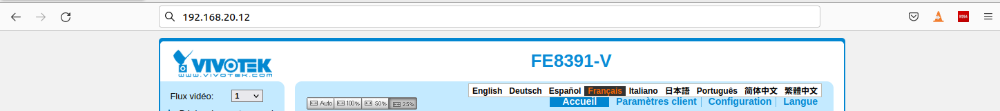 192.168.20.12
H264
VIVOTEK
www.vivotek.com
FE8391-V
Flux vidéo: 1
English Deutsch Español Français Italiano 日本語 Português 简体中文 繁體中文
Auto 100% 50% 25%
Accueil Paramètres client Configuration Langue